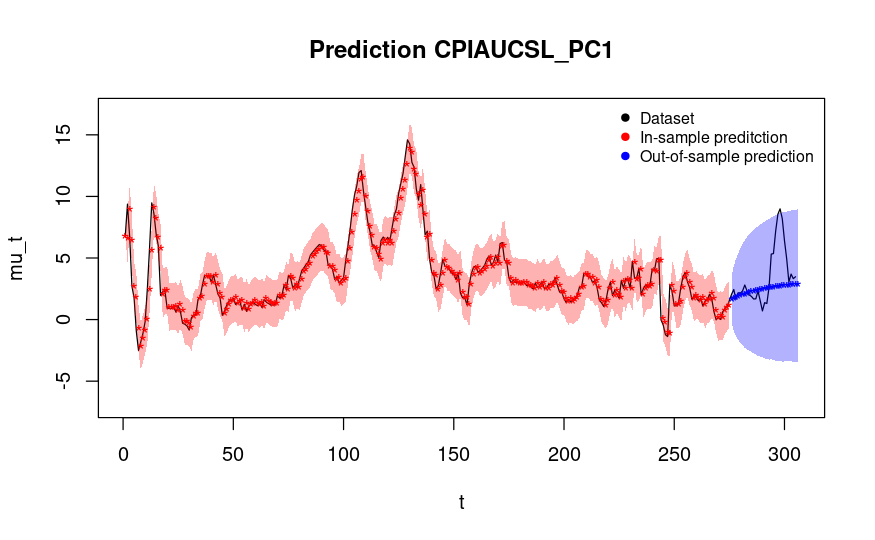 Prediction CPIAUCSL_PC1
Dataset
In-sample preditction
Out-of-sample prediction
mu_t
15
10
5
0
-5
0 50 100 150 200 250 300
t